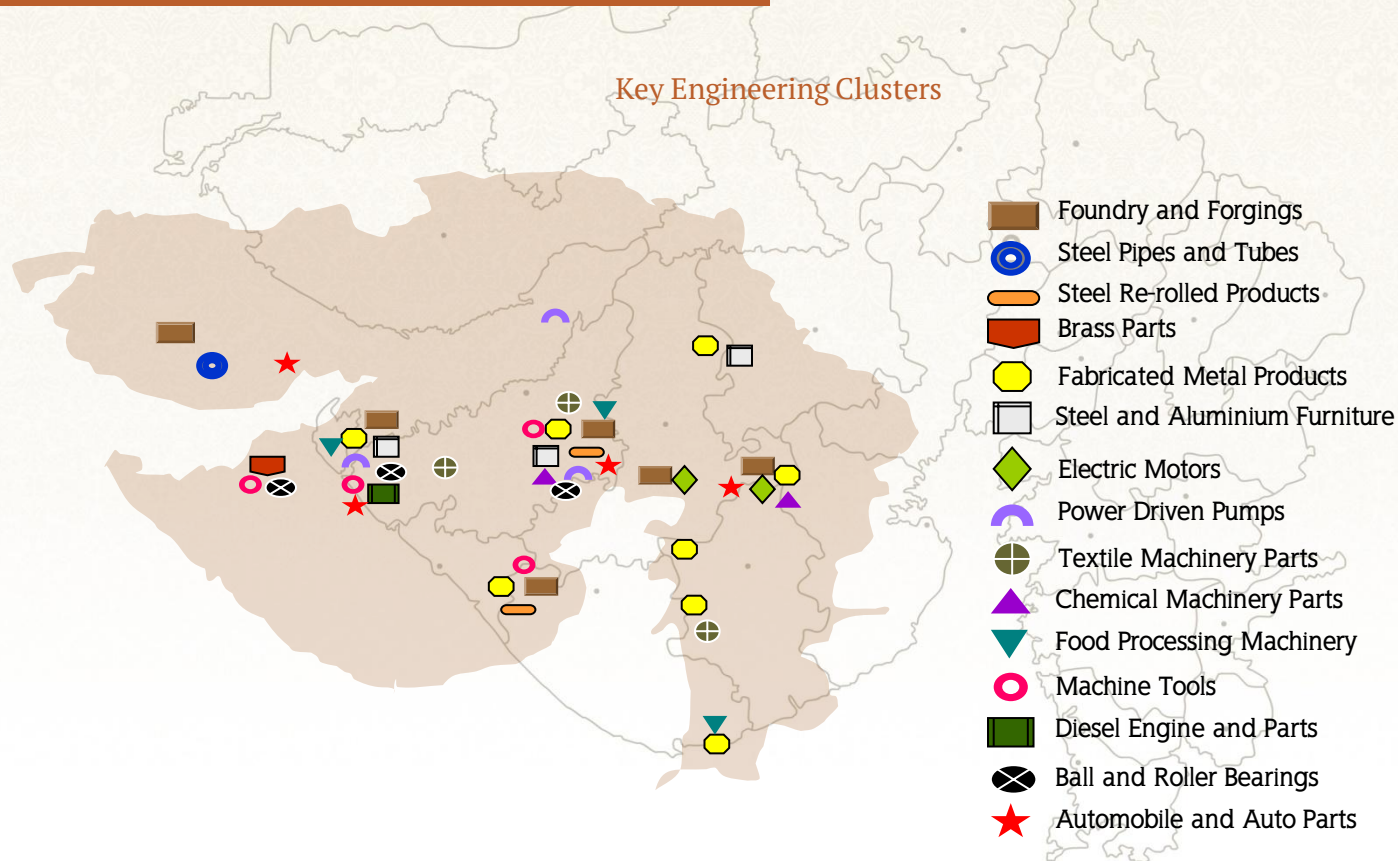 Key Engineering Clusters
Foundry and Forgings
Steel Pipes and Tubes
Steel Re-rolled Products
Brass Parts
Fabricated Metal Products
Steel and Aluminium Furniture
Electric Motors
Power Driven Pumps
Textile Machinery Parts
Chemical Machinery Parts
Food Processing Machinery
Machine Tools
Diesel Engine and Parts
Ball and Roller Bearings
Automobile and Auto Parts